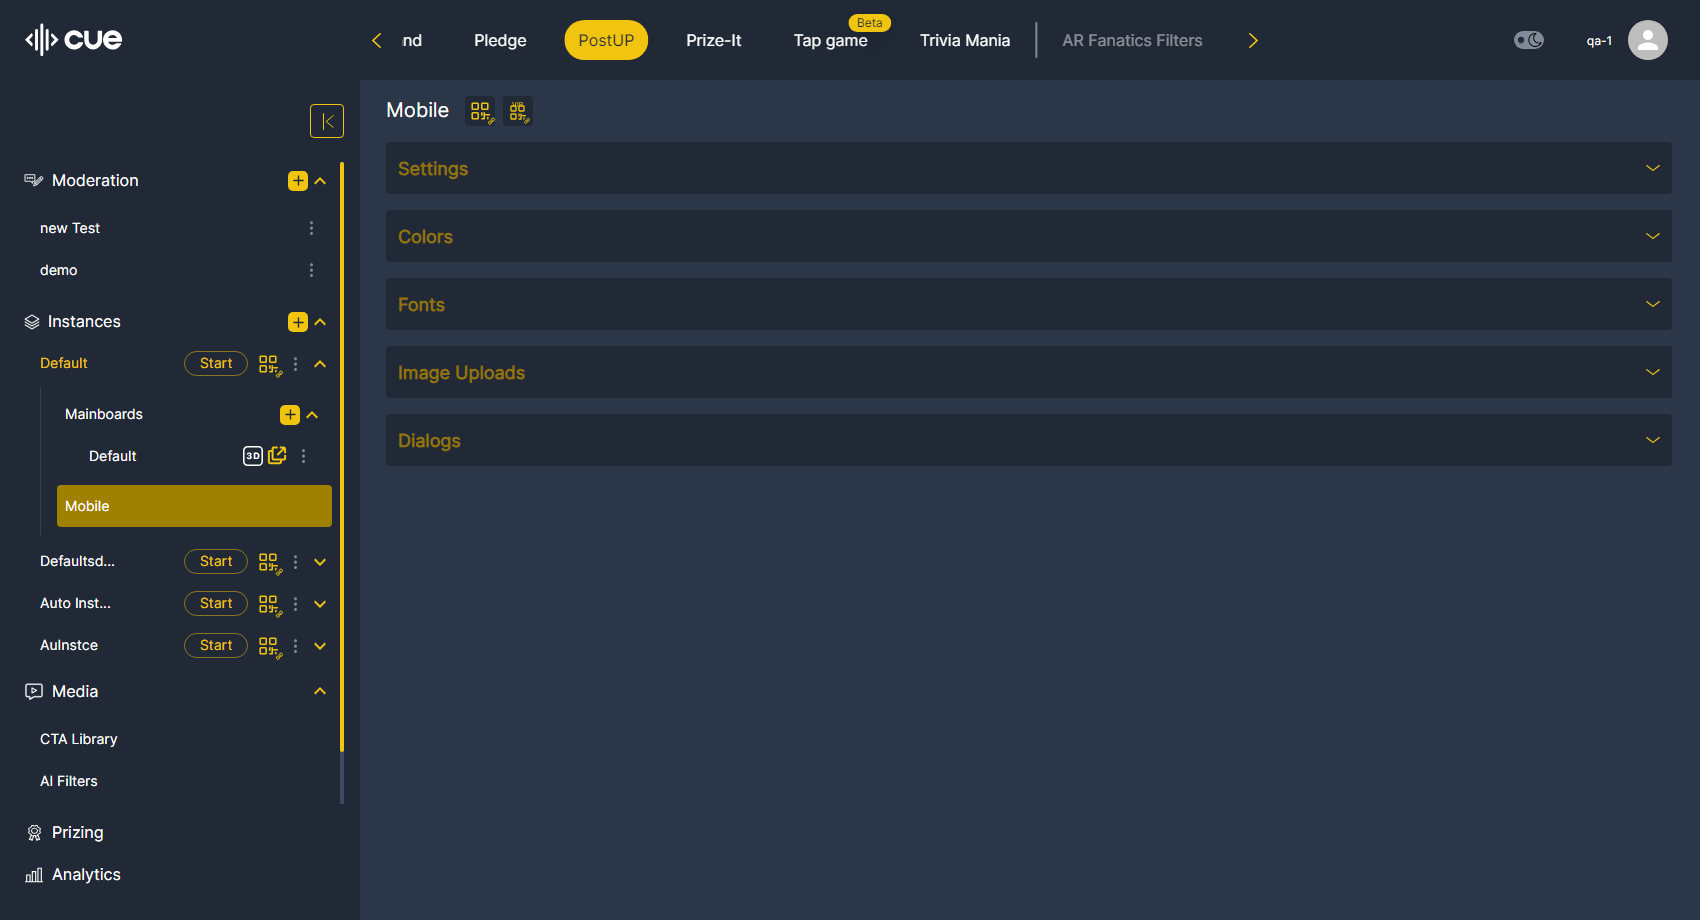 cue
nd
Pledge
PostUP
Prize-It
Beta
Tap game
Trivia Mania
AR Fanatics Filters
qa-1
Moderation
new Test
demo
Instances
Default
Start
Mainboards
Default
3D
Mobile
Defaultsd...
Start
Auto Inst...
Start
AuInstce
Start
Media
CTA Library
AI Filters
Prizing
Analytics
Mobile
VIP
Settings
Colors
Fonts
Image Uploads
Dialogs